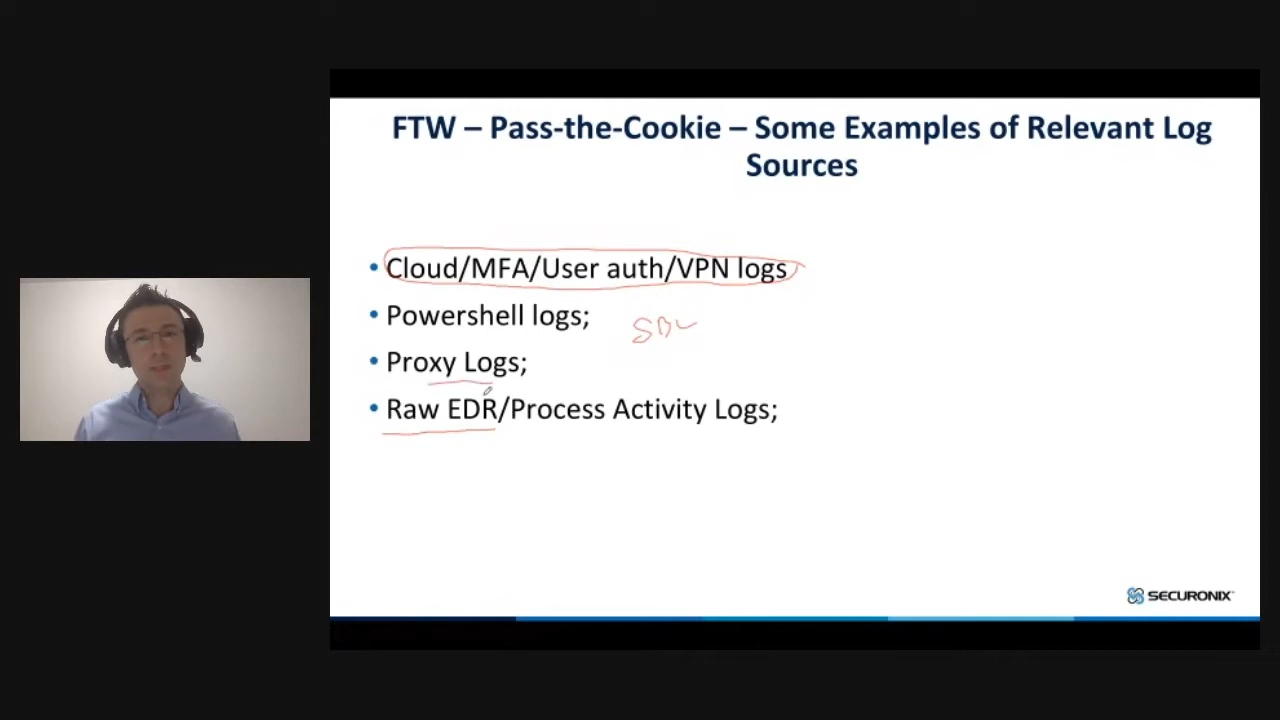 FTW – Pass-the-Cookie – Some Examples of Relevant Log
Sources
• Cloud/MFA/User auth/VPN logs
• Powershell logs;
SBL
• Proxy Logs;
• Raw EDR/Process Activity Logs;
SECURONIX